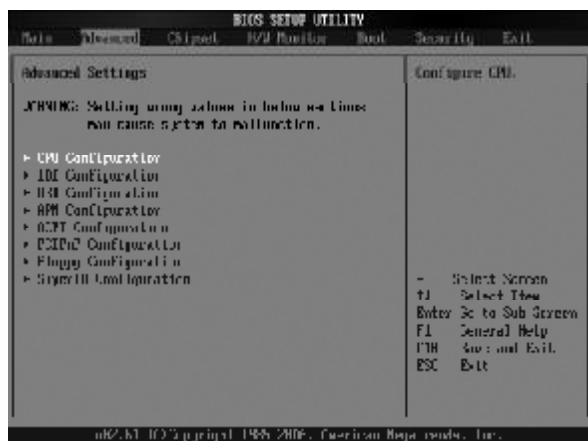 BIOS SETUP UTILITY
Main Advanced Chipset H/W Monitor Boot Security Exit
Advanced Settings
WARNING: Setting wrong values in below sections
may cause system to malfunction.
CPU Configuration
IDE Configuration
USB Configuration
APM Configuration
ACPI Configuration
PCIPnP Configuration
Floppy Configuration
SuperIO Configuration
Configure CPU.
Select Screen
↑↓ Select Item
Enter Go to Sub Screen
F1 General Help
F10 Save and Exit
ESC Exit
v02.61 (C)Copyright 1985-2006, American Megatrends, Inc.